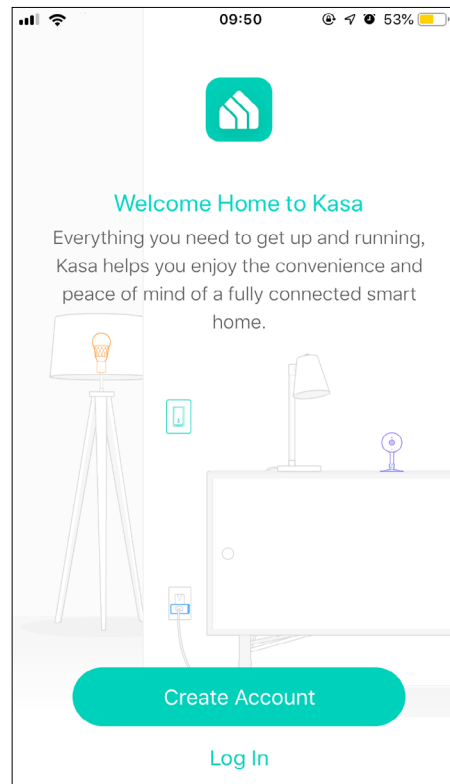 09:50
53%
Welcome Home to Kasa
Everything you need to get up and running,
Kasa helps you enjoy the convenience and
peace of mind of a fully connected smart
home.
Create Account
Log In